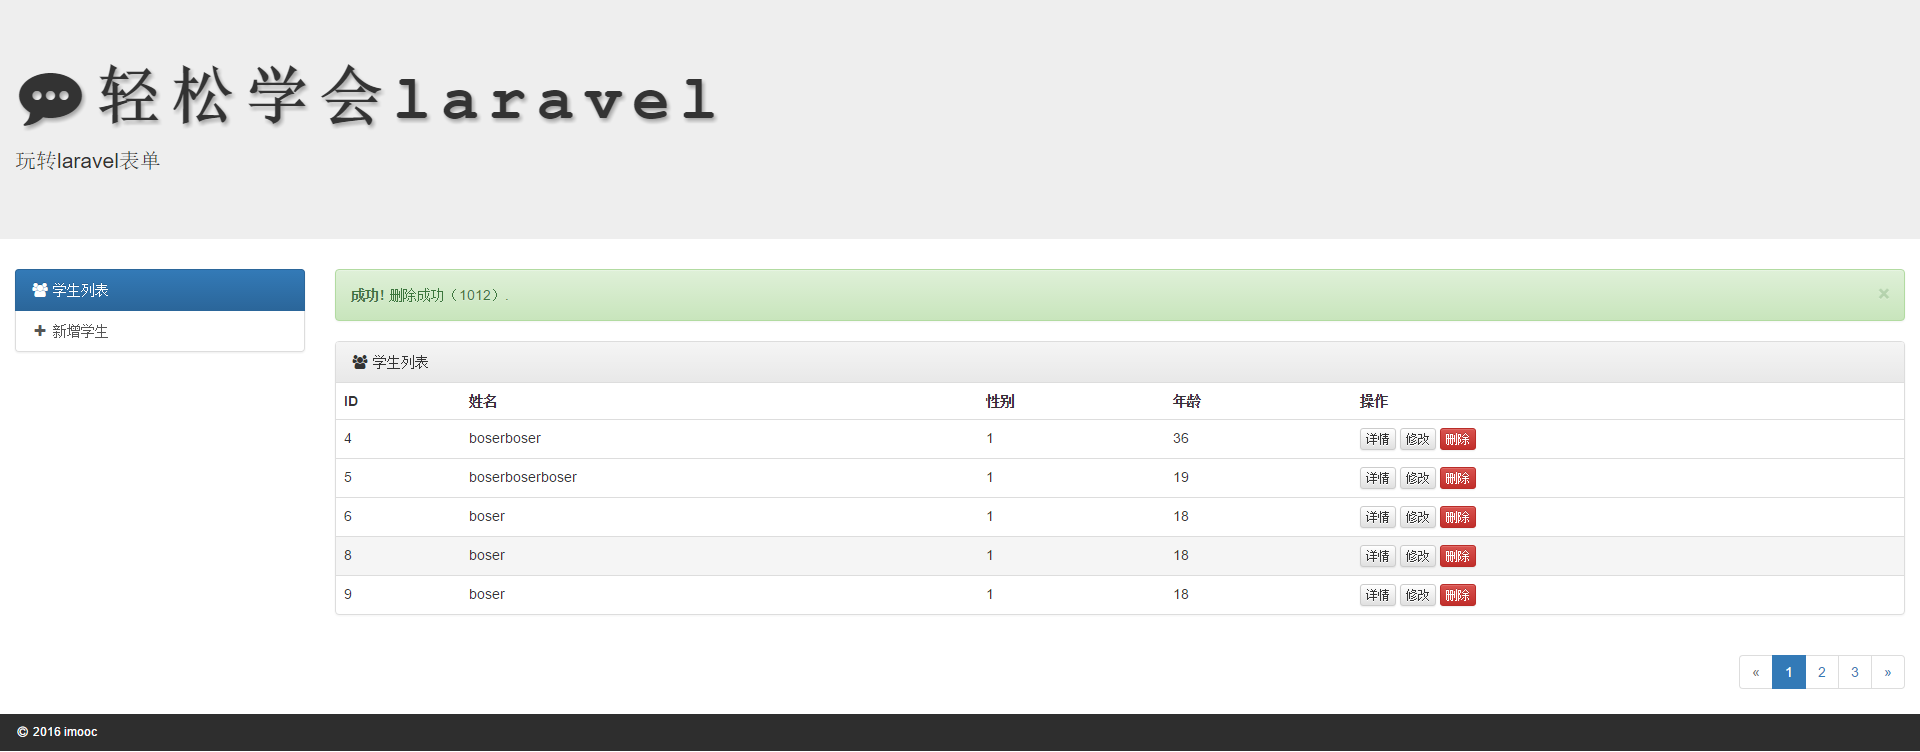 轻松学会laravel
玩转laravel表单
学生列表
新增学生
成功! 删除成功（1012）. ×
学生列表
ID 姓名 性别 年龄 操作
4 boserboser 1 36 详情 修改 删除
5 boserboserboser 1 19 详情 修改 删除
6 boser 1 18 详情 修改 删除
8 boser 1 18 详情 修改 删除
9 boser 1 18 详情 修改 删除
« 1 2 3 »
© 2016 imooc